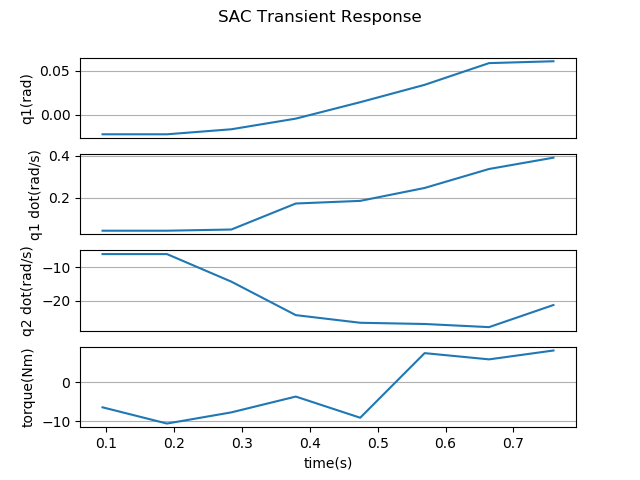 SAC Transient Response
q1(rad)
0.05
0.00
q1 dot(rad/s)
0.4
0.2
q2 dot(rad/s)
−10
−20
torque(Nm)
0
−10
0.1 0.2 0.3 0.4 0.5 0.6 0.7
time(s)